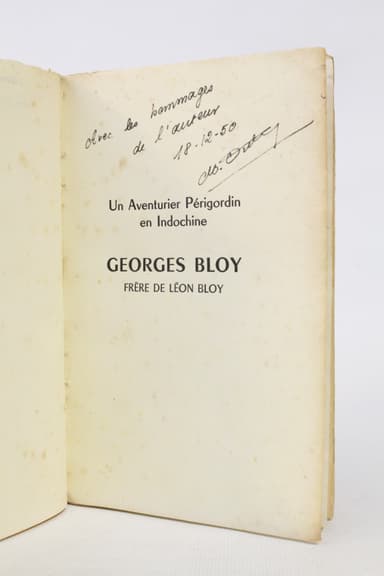 Avec les hommages
de l'auteur
18-12-50
Un Aventurier Périgordin
en Indochine
GEORGES BLOY
FRÈRE DE LÉON BLOY